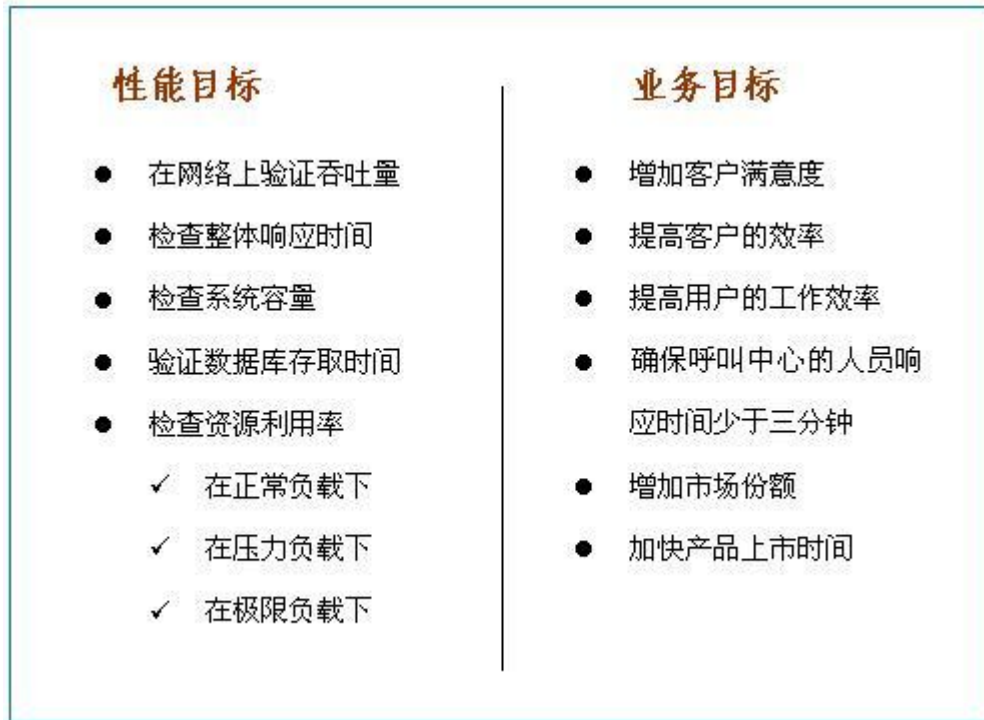 性能目标
在网络上验证吞吐量
检查整体响应时间
检查系统容量
验证数据库存取时间
检查资源利用率
在正常负载下
在压力负载下
在极限负载下
业务目标
增加客户满意度
提高客户的效率
提高用户的工作效率
确保呼叫中心的人员响
应时间少于三分钟
增加市场份额
加快产品上市时间